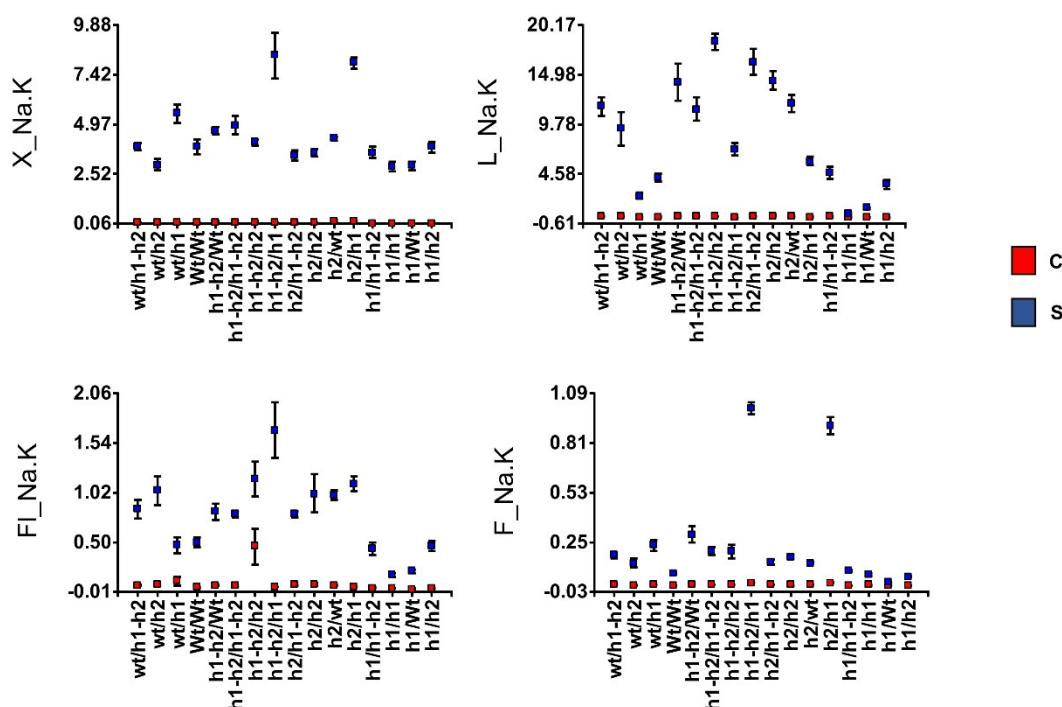 X_Na.K
9.88
7.42
4.97
2.52
0.06
wt/h1-h2
wt/h2
wt/h1
Wt/Wt
h1-h2/Wt
h1-h2/h1-h2
h1-h2/h2
h1-h2/h1
h2/h1-h2
h2/h2
h2/wt
h2/h1
h1/h1-h2
h1/h1
h1/Wt
h1/h2
L_Na.K
20.17
14.98
9.78
4.58
-0.61
wt/h1-h2
wt/h2
wt/h1
Wt/Wt
h1-h2/Wt
h1-h2/h1-h2
h1-h2/h2
h1-h2/h1
h2/h1-h2
h2/h2
h2/wt
h2/h1
h1/h1-h2
h1/h1
h1/Wt
h1/h2
C
S
Fl_Na.K
2.06
1.54
1.02
0.50
-0.01
wt/h1-h2
wt/h2
wt/h1
Wt/Wt
h1-h2/Wt
h1-h2/h1-h2
h1-h2/h2
h1-h2/h1
h2/h1-h2
h2/h2
h2/wt
h2/h1
h1/h1-h2
h1/h1
h1/Wt
h1/h2
F_Na.K
1.09
0.81
0.53
0.25
-0.03
wt/h1-h2
wt/h2
wt/h1
Wt/Wt
h1-h2/Wt
h1-h2/h1-h2
h1-h2/h2
h1-h2/h1
h2/h1-h2
h2/h2
h2/wt
h2/h1
h1/h1-h2
h1/h1
h1/Wt
h1/h2